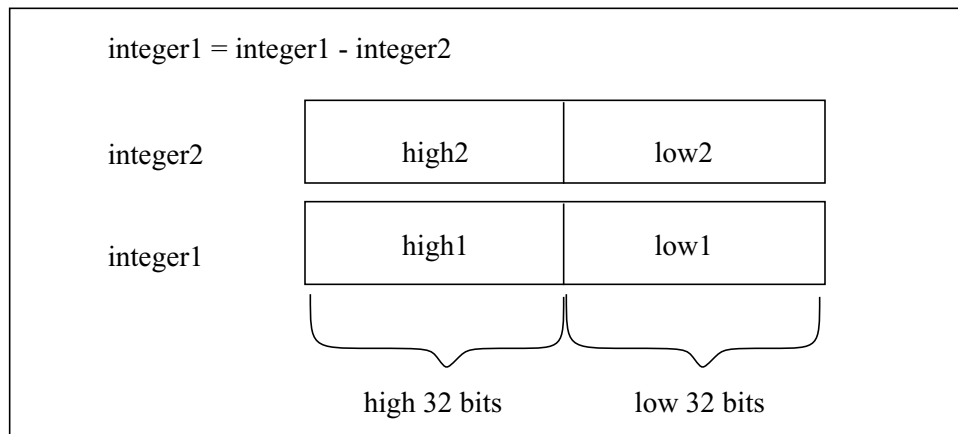 integer1 = integer1 - integer2
integer2 high2 low2
integer1 high1 low1
high 32 bits low 32 bits